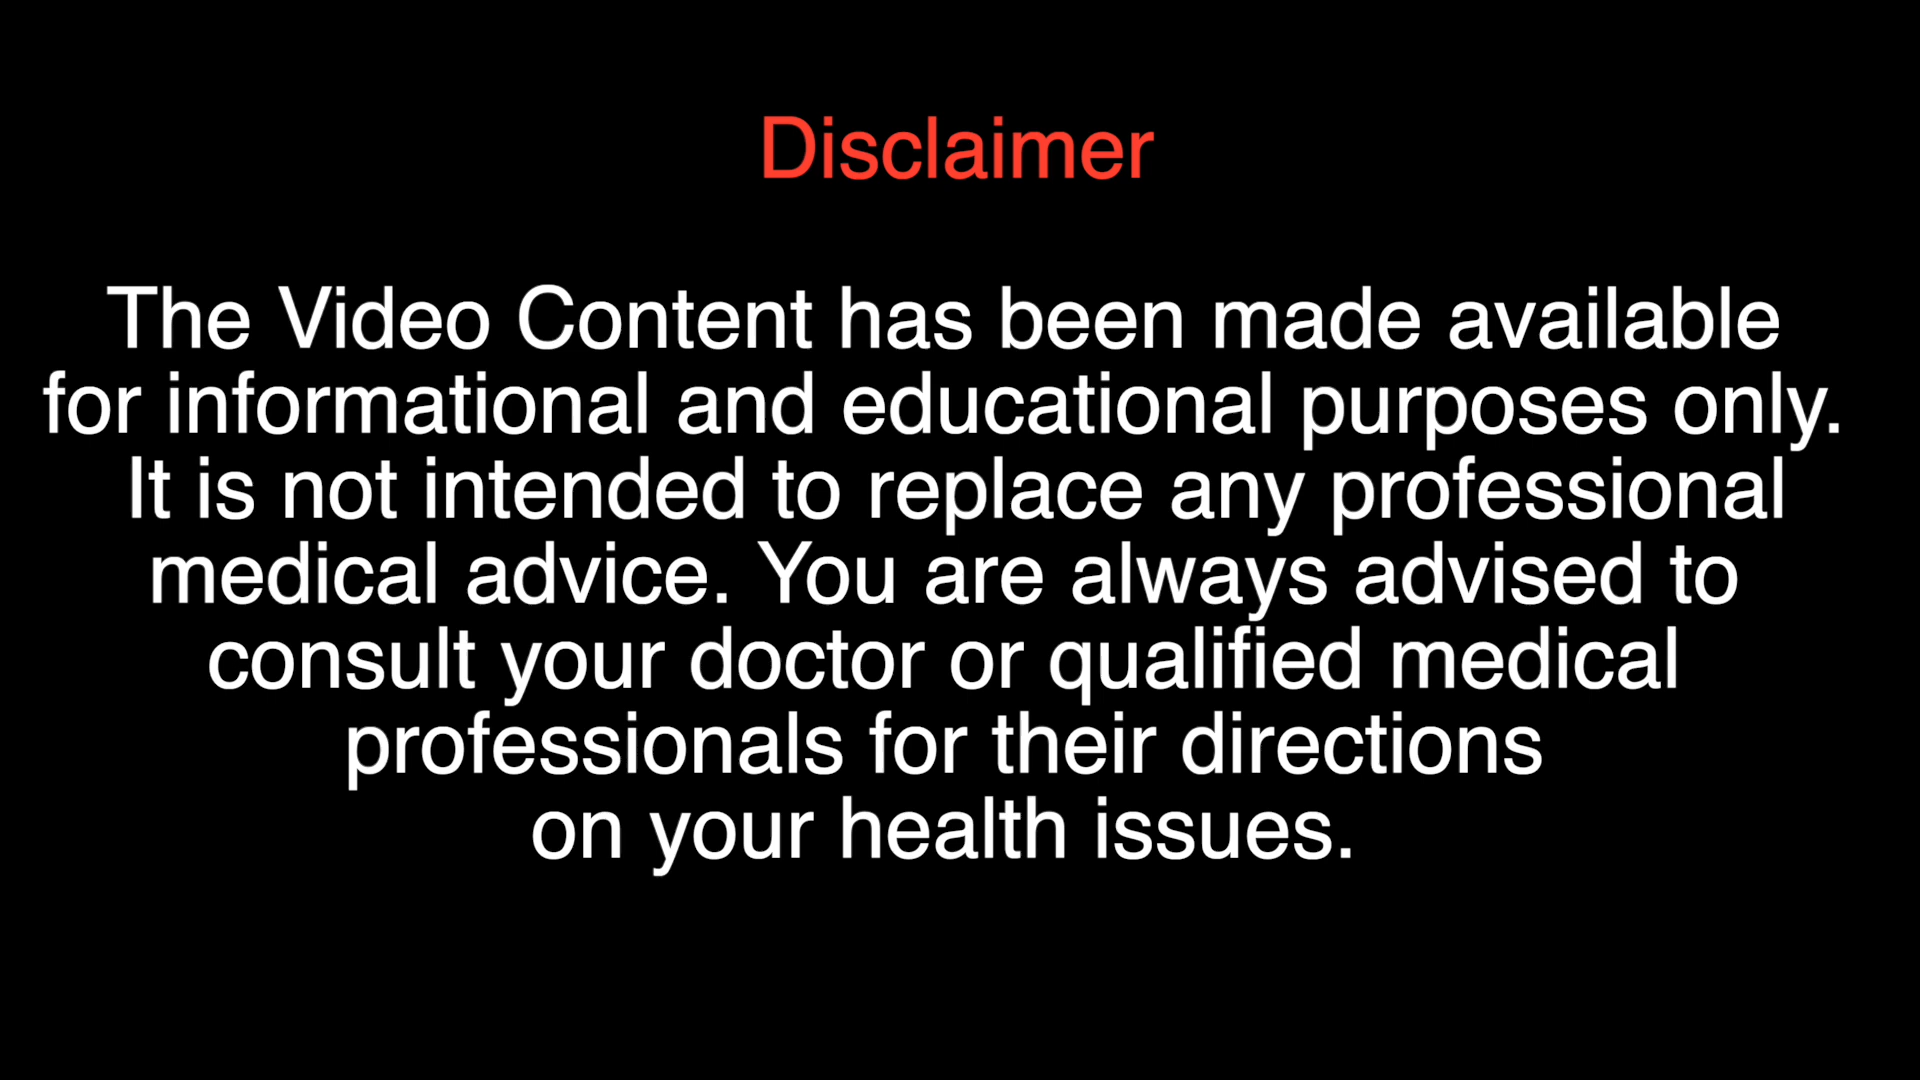 Disclaimer
The Video Content has been made available
for informational and educational purposes only.
It is not intended to replace any professional
medical advice. You are always advised to
consult your doctor or qualified medical
professionals for their directions
on your health issues.